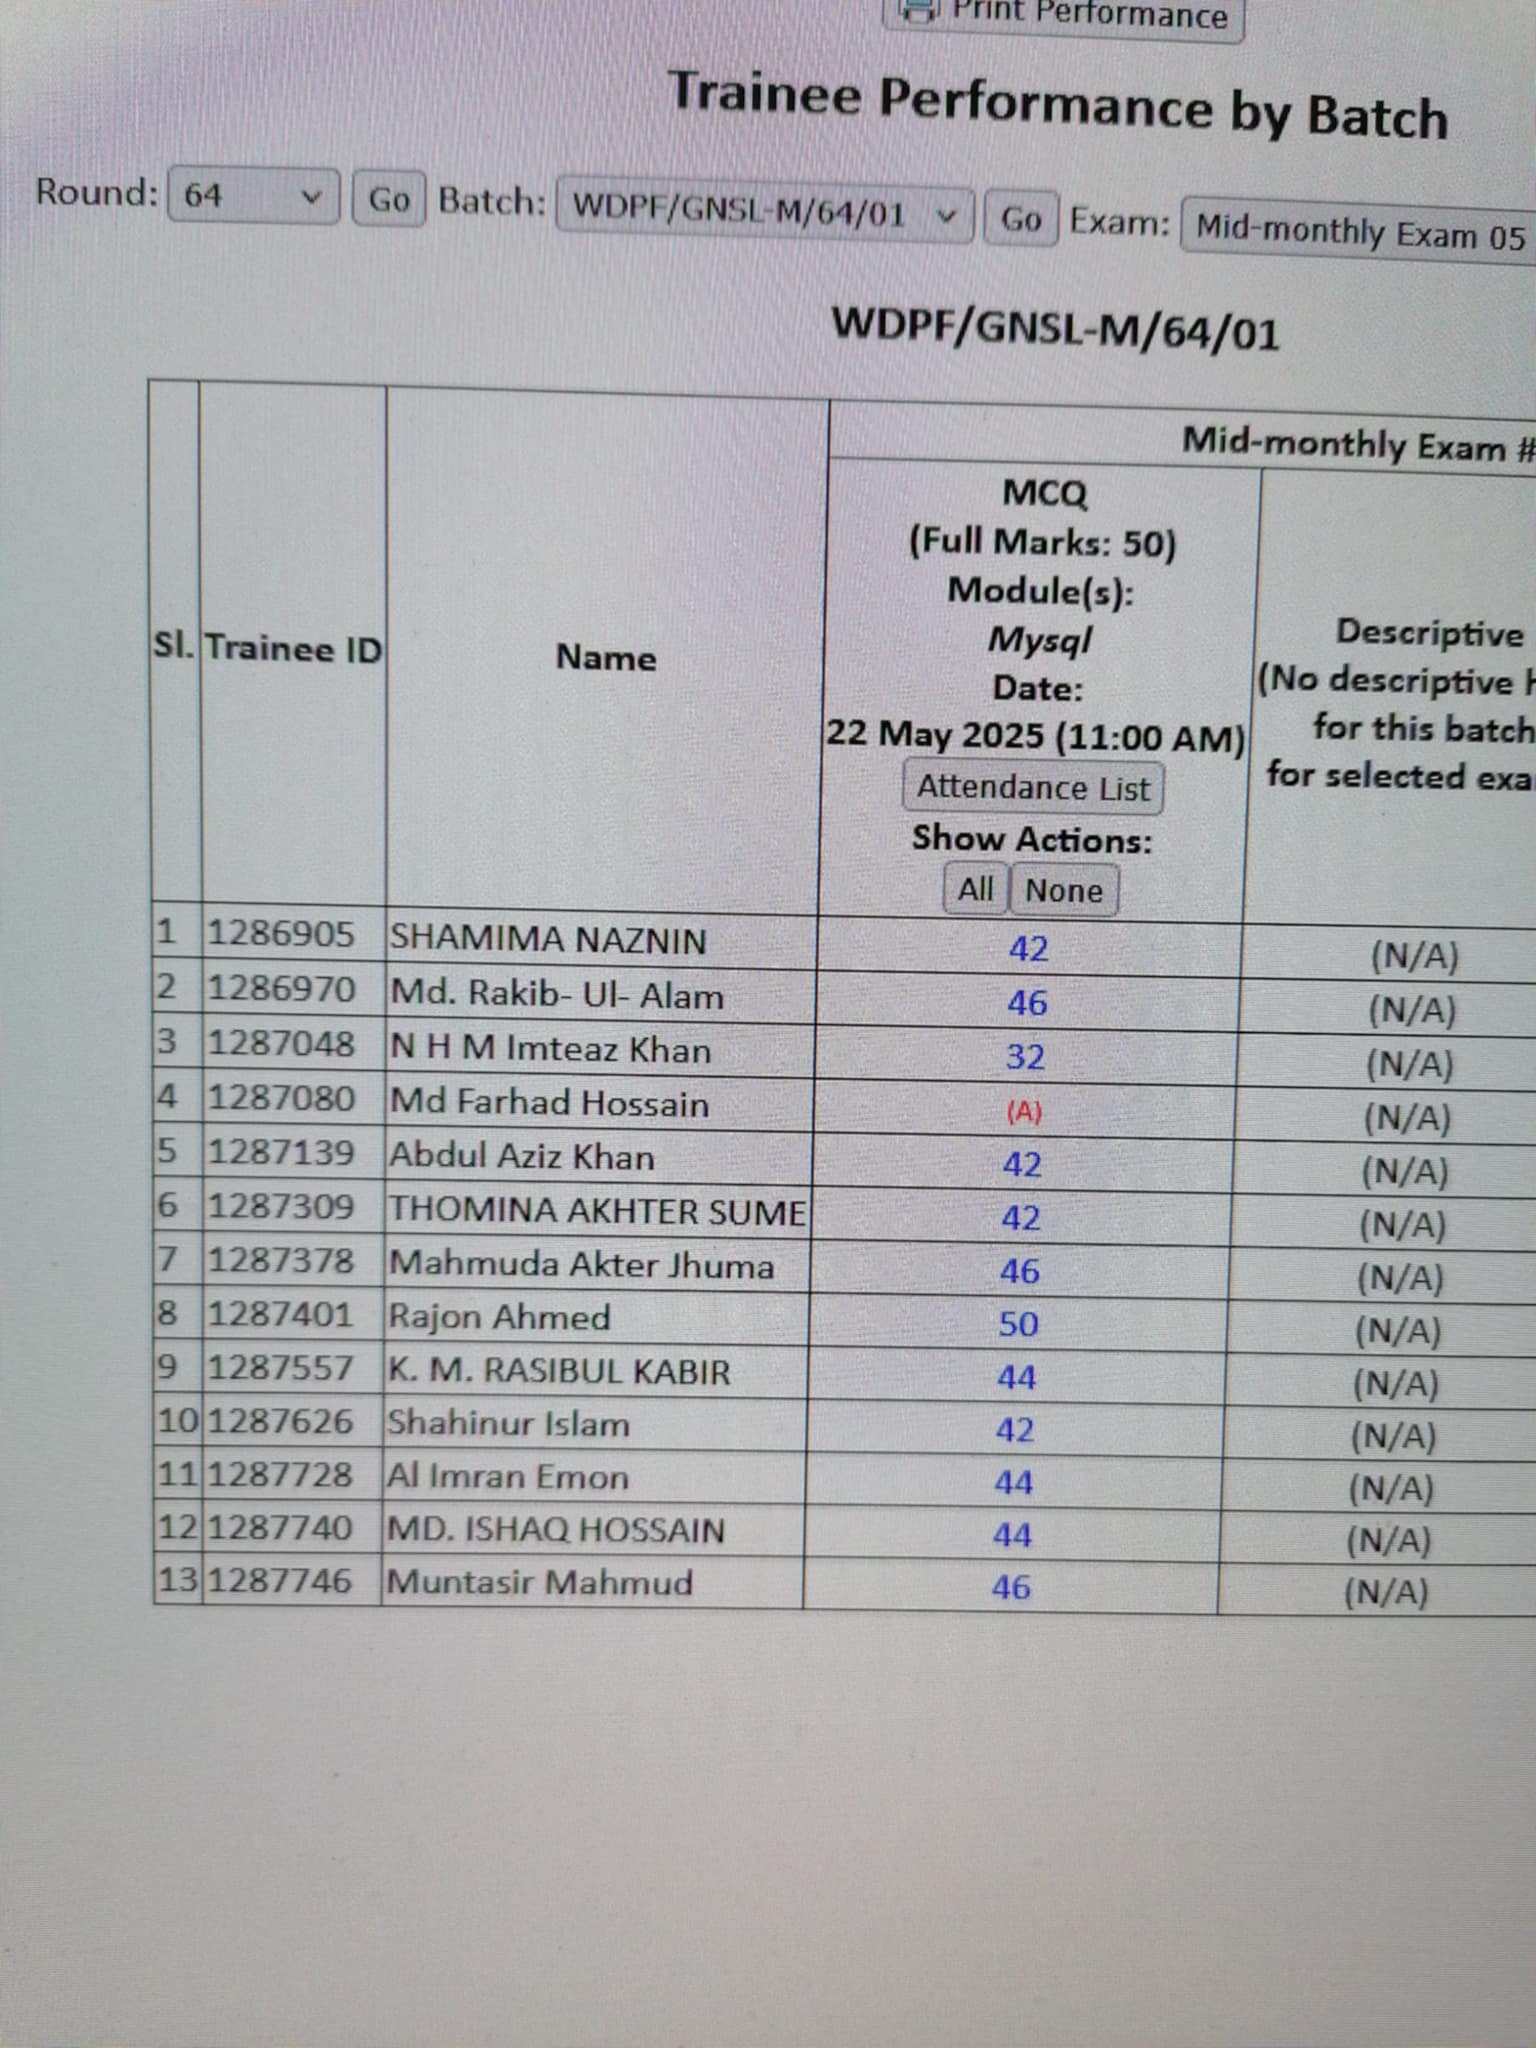 Print Performance
Trainee Performance by Batch
Round: 64 Go Batch: WDPF/GNSL-M/64/01 Go Exam: Mid-monthly Exam 05
WDPF/GNSL-M/64/01
Mid-monthly Exam #
Sl. Trainee ID Name
MCQ
(Full Marks: 50)
Module(s):
Mysql
Date:
22 May 2025 (11:00 AM)
Attendance List
Show Actions:
All None
Descriptive
(No descriptive
for this batch
for selected
1 1286905 SHAMIMA NAZNIN 42 (N/A)
2 1286970 Md. Rakib- Ul- Alam 46 (N/A)
3 1287048 N H M Imteaz Khan 32 (N/A)
4 1287080 Md Farhad Hossain (A) (N/A)
5 1287139 Abdul Aziz Khan 42 (N/A)
6 1287309 THOMINA AKHTER SUME 42 (N/A)
7 1287378 Mahmuda Akter Jhuma 46 (N/A)
8 1287401 Rajon Ahmed 50 (N/A)
9 1287557 K. M. RASIBUL KABIR 44 (N/A)
10 1287626 Shahinur Islam 42 (N/A)
11 1287728 Al Imran Emon 44 (N/A)
12 1287740 MD. ISHAQ HOSSAIN 44 (N/A)
13 1287746 Muntasir Mahmud 46 (N/A)